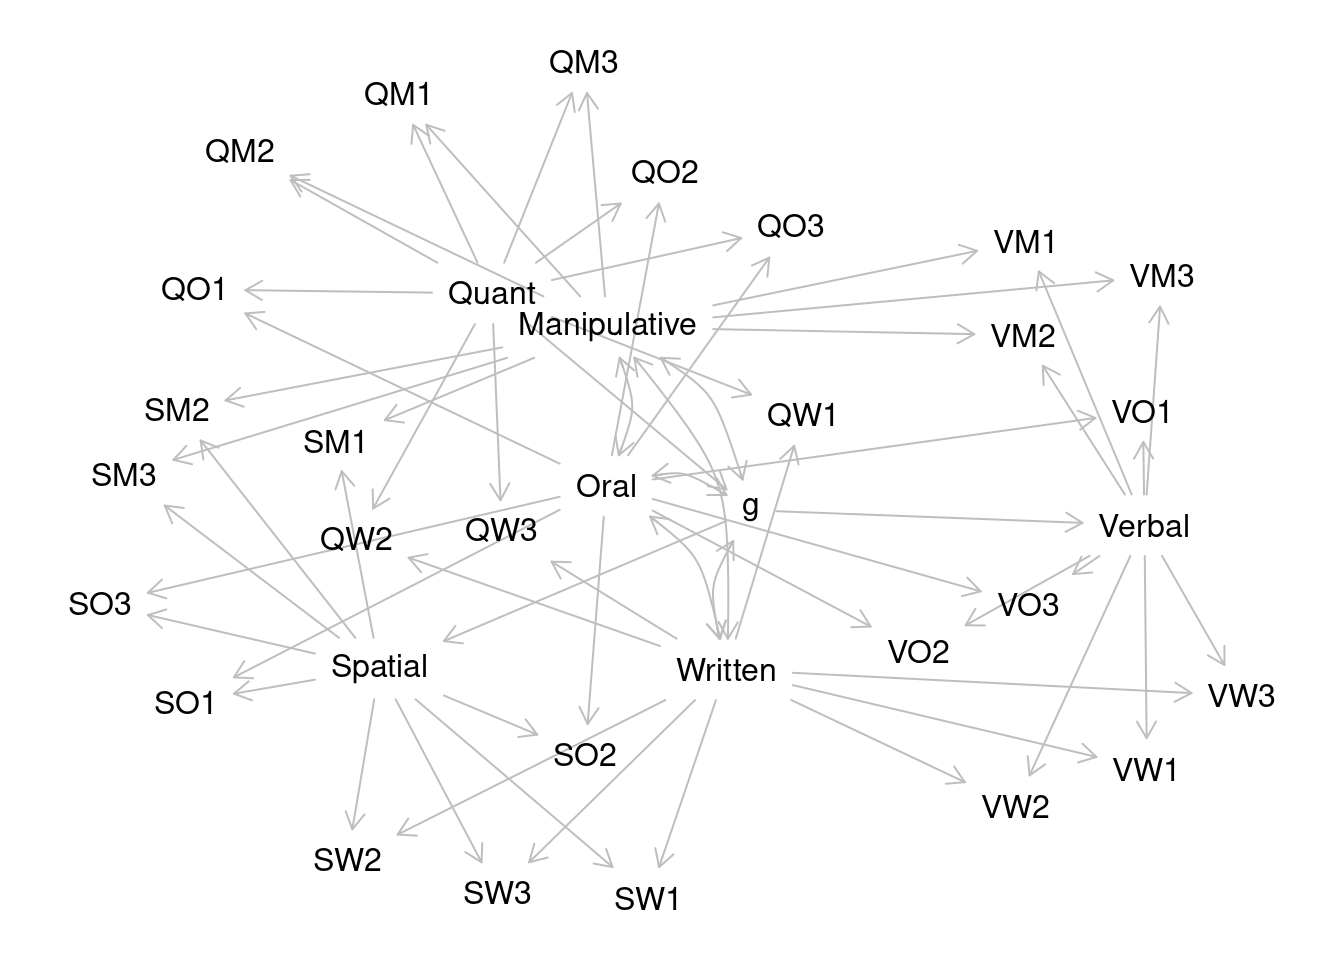 QM3
QM1
QM2
QO2
QO3
VM1
VM3
QO1
Quant
Manipulative
VM2
SM2
QW1
VO1
SM1
SM3
Oral
g
Verbal
QW3
QW2
SO3
VO3
VO2
Spatial
Written
SO1
VW3
SO2
VW1
VW2
SW2
SW3
SW1